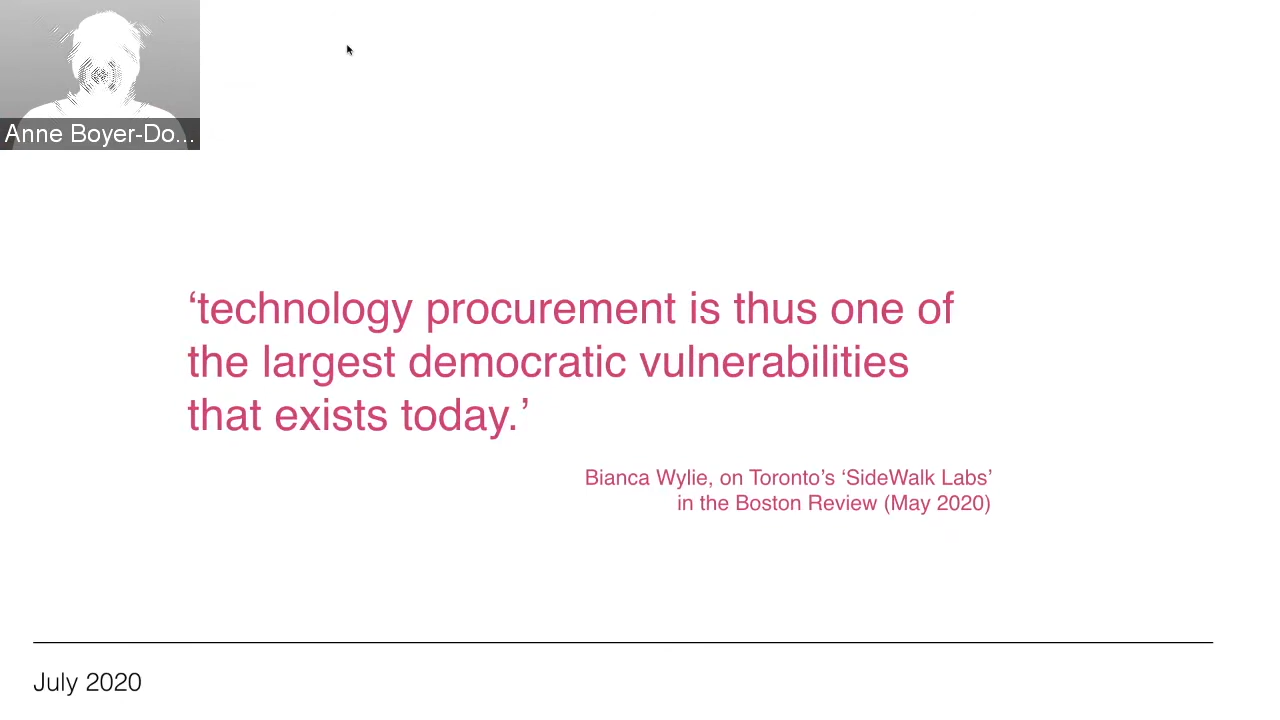 Anne Boyer-Do...
‘technology procurement is thus one of
the largest democratic vulnerabilities
that exists today.’
Bianca Wylie, on Toronto’s ‘SideWalk Labs’
in the Boston Review (May 2020)
July 2020